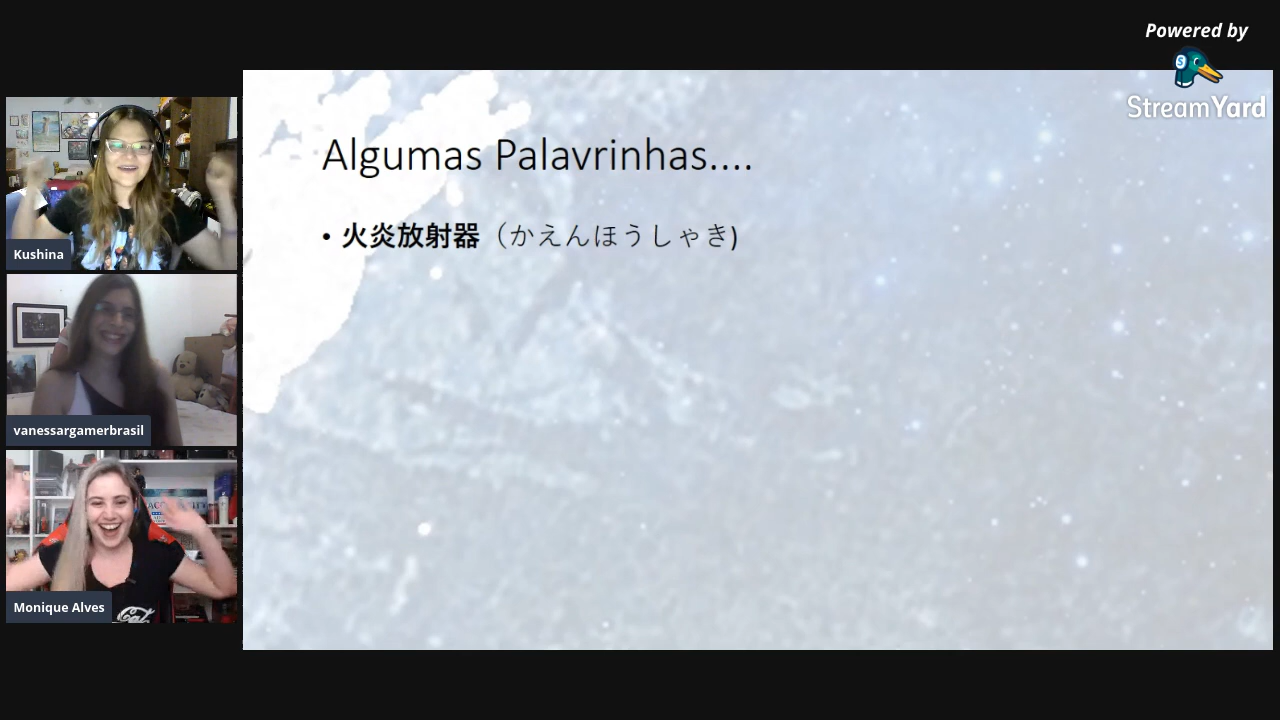 Powered by
StreamYard
Algumas Palavrinhas....
• 火炎放射器（かえんほうしゃき)
Kushina
vanessargamerbrasil
Monique Alves